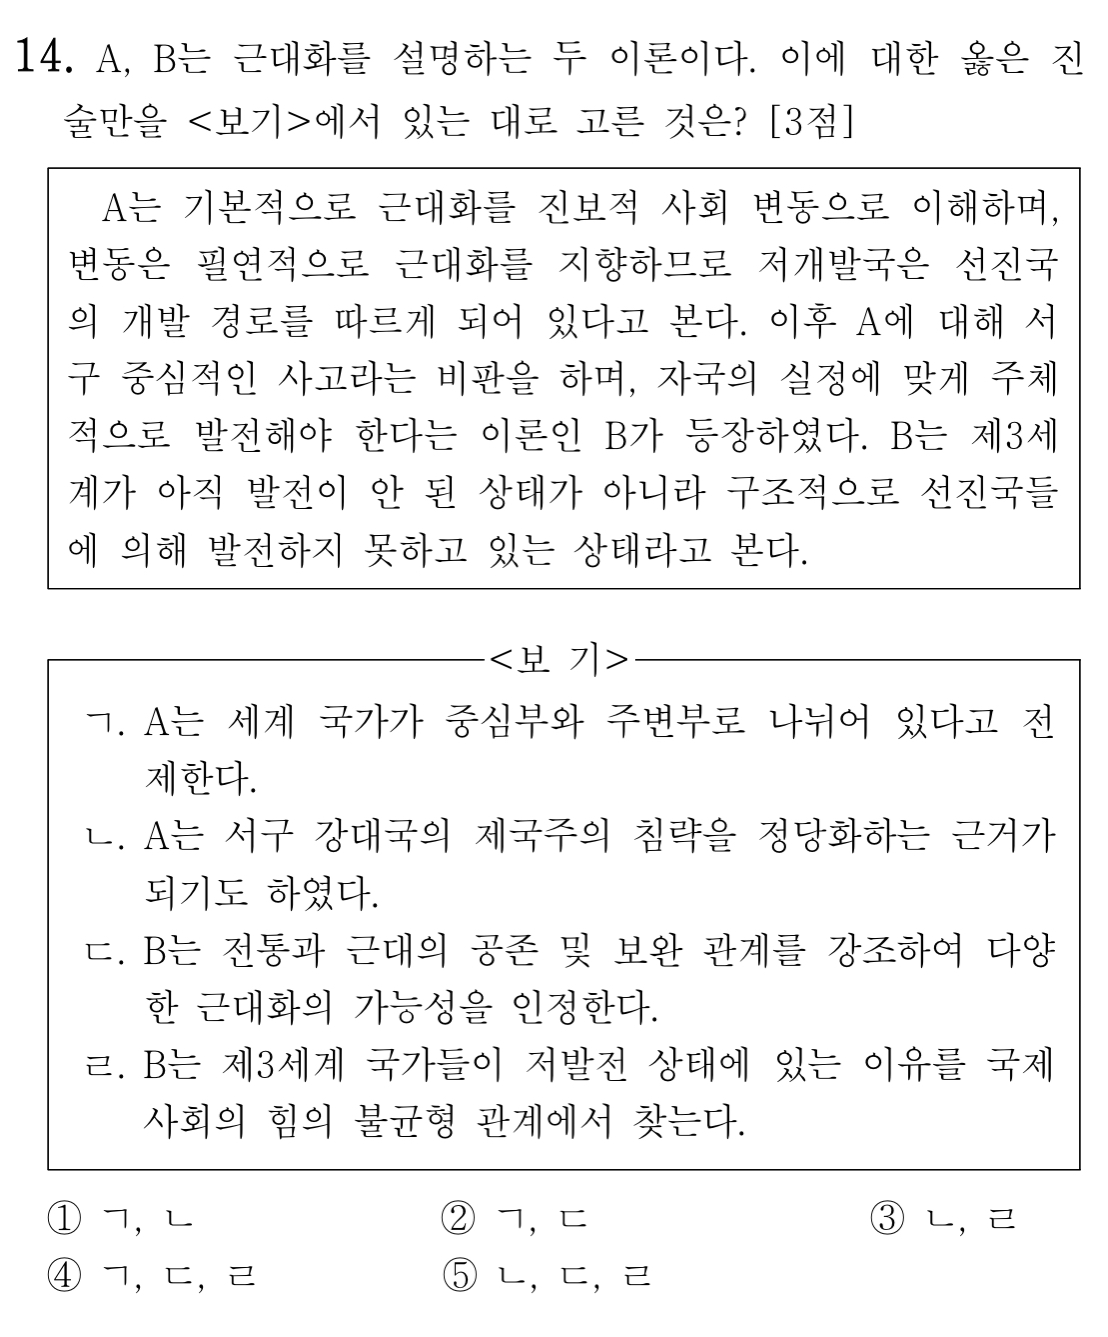 14. A, B는 근대화를 설명하는 두 이론이다. 이에 대한 옳은 진
술만을 <보기>에서 있는 대로 고른 것은? [3점]
A는 기본적으로 근대화를 진보적 사회 변동으로 이해하며,
변동은 필연적으로 근대화를 지향하므로 저개발국은 선진국
의 개발 경로를 따르게 되어 있다고 본다. 이후 A에 대해 서
구 중심적인 사고라는 비판을 하며, 자국의 실정에 맞게 주체
적으로 발전해야 한다는 이론인 B가 등장하였다. B는 제3세
계가 아직 발전이 안 된 상태가 아니라 구조적으로 선진국들
에 의해 발전하지 못하고 있는 상태라고 본다.
<보 기>
ㄱ. A는 세계 국가가 중심부와 주변부로 나뉘어 있다고 전
제한다.
ㄴ. A는 서구 강대국의 제국주의 침략을 정당화하는 근거가
되기도 하였다.
ㄷ. B는 전통과 근대의 공존 및 보완 관계를 강조하여 다양
한 근대화의 가능성을 인정한다.
ㄹ. B는 제3세계 국가들이 저발전 상태에 있는 이유를 국제
사회의 힘의 불균형 관계에서 찾는다.
① ㄱ, ㄴ ② ㄱ, ㄷ ③ ㄴ, ㄹ
④ ㄱ, ㄷ, ㄹ ⑤ ㄴ, ㄷ, ㄹ